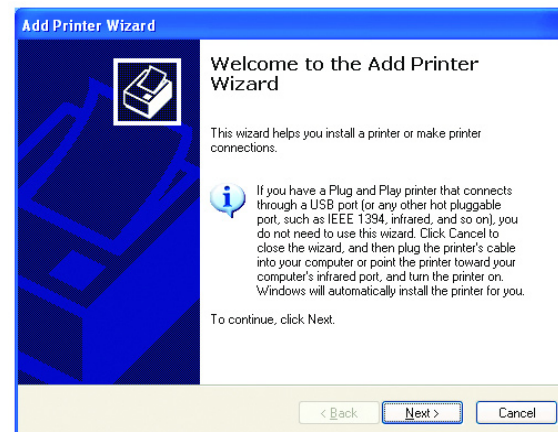 Add Printer Wizard
Welcome to the Add Printer
Wizard
This wizard helps you install a printer or make printer
connections.
If you have a Plug and Play printer that connects
through a USB port (or any other hot pluggable
port, such as IEEE 1394, infrared, and so on), you
do not need to use this wizard. Click Cancel to
close the wizard, and then plug the printer's cable
into your computer or point the printer toward your
computer's infrared port, and turn the printer on.
Windows will automatically install the printer for you.
To continue, click Next.
< Back Next > Cancel